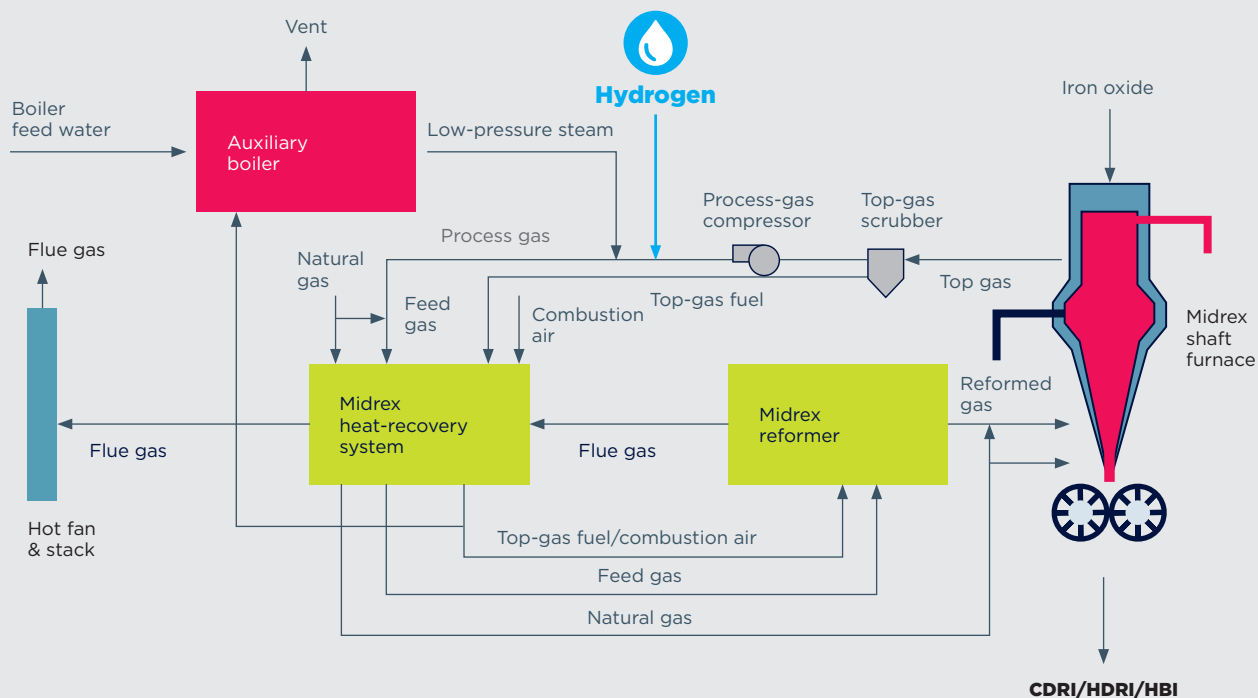 Vent
Hydrogen
Iron oxide
Boiler
feed water
Auxiliary
boiler
Low-pressure steam
Process-gas
compressor
Top-gas
scrubber
Flue gas
Natural
gas
Process gas
Feed
gas
Top-gas fuel
Combustion
air
Top gas
Midrex
shaft
furnace
Midrex
heat-recovery
system
Midrex
reformer
Reformed
gas
Flue gas
Flue gas
Hot fan
& stack
Top-gas fuel/combustion air
Feed gas
Natural gas
CDRI/HDRI/HBI